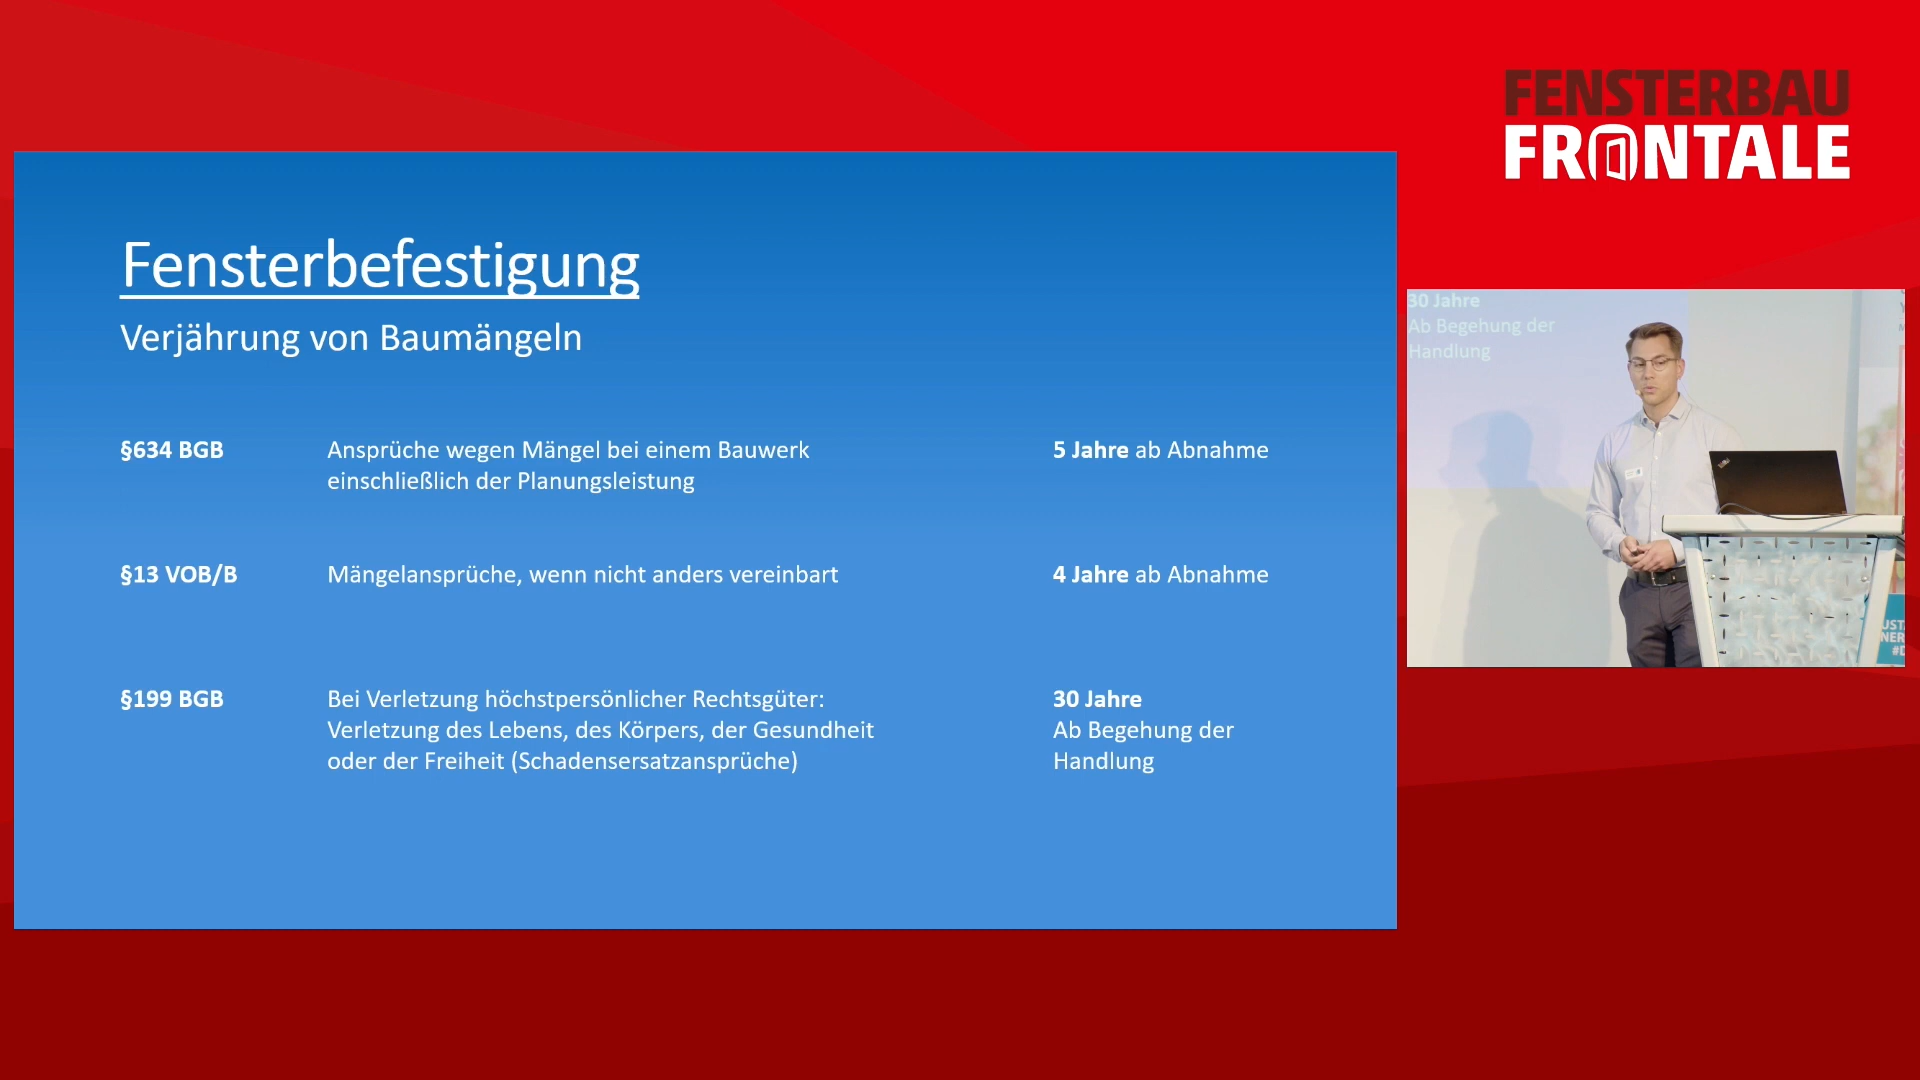 FENSTERBAU
FRONTALE
Fensterbefestigung
Verjährung von Baumängeln
§634 BGB
Ansprüche wegen Mängel bei einem Bauwerk
einschließlich der Planungsleistung
5 Jahre ab Abnahme
§13 VOB/B
Mängelansprüche, wenn nicht anders vereinbart
4 Jahre ab Abnahme
§199 BGB
Bei Verletzung höchstpersönlicher Rechtsgüter:
Verletzung des Lebens, des Körpers, der Gesundheit
oder der Freiheit (Schadensersatzansprüche)
30 Jahre
Ab Begehung der
Handlung
30 Jahre
Ab Begehung der
Handlung